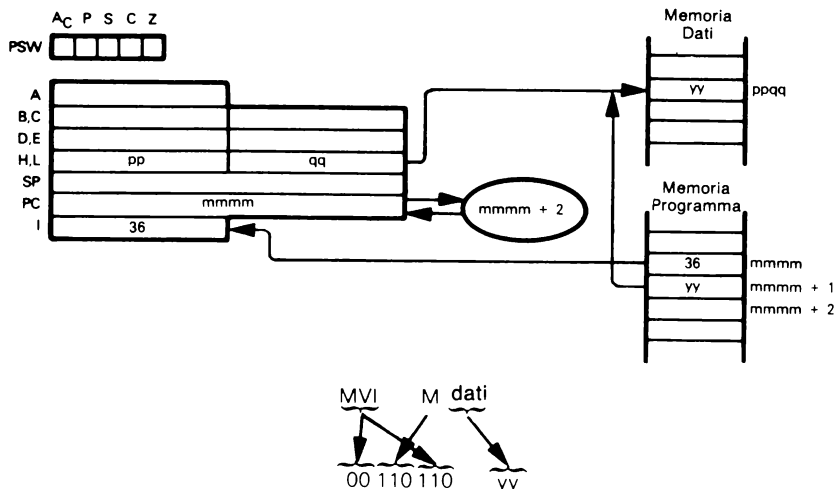 A_C P S C Z
PSW
A
B,C
D,E
H,L pp qq
SP
PC mmmm
I 36
mmmm + 2
Memoria
Dati
yy ppqq
Memoria
Programma
36 mmmm
yy mmmm + 1
mmmm + 2
MVI M dati
00 110 110 yy